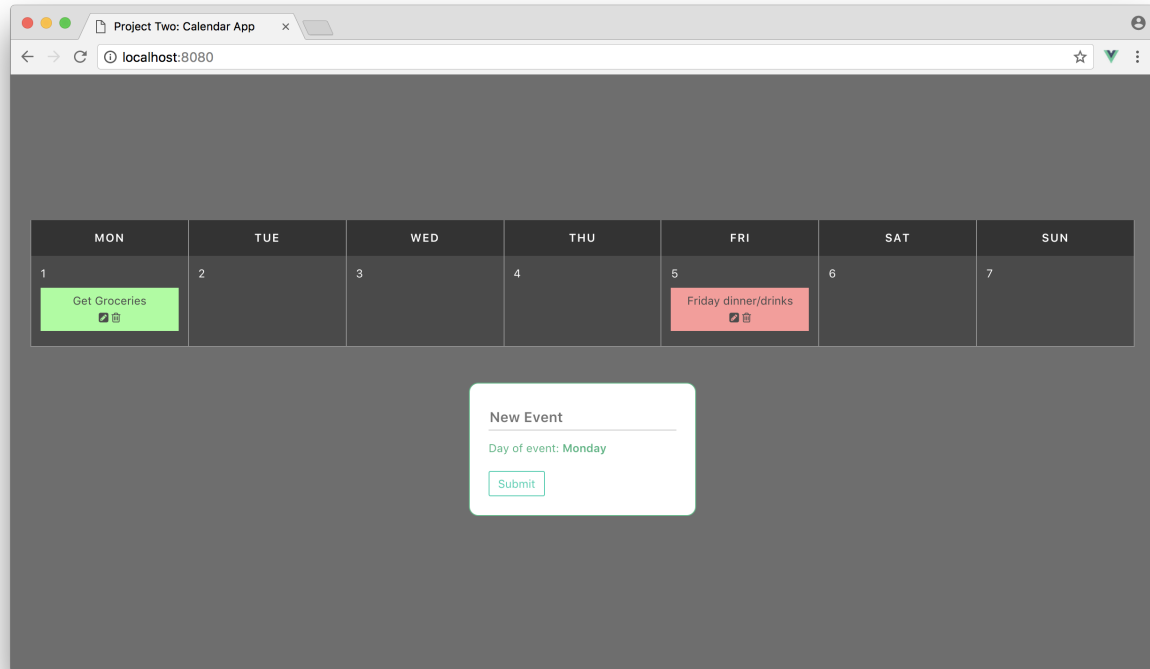 Project Two: Calendar App
localhost:8080
MON TUE WED THU FRI SAT SUN
1 2 3 4 5 6 7
Get Groceries Friday dinner/drinks
New Event
Day of event: Monday
Submit